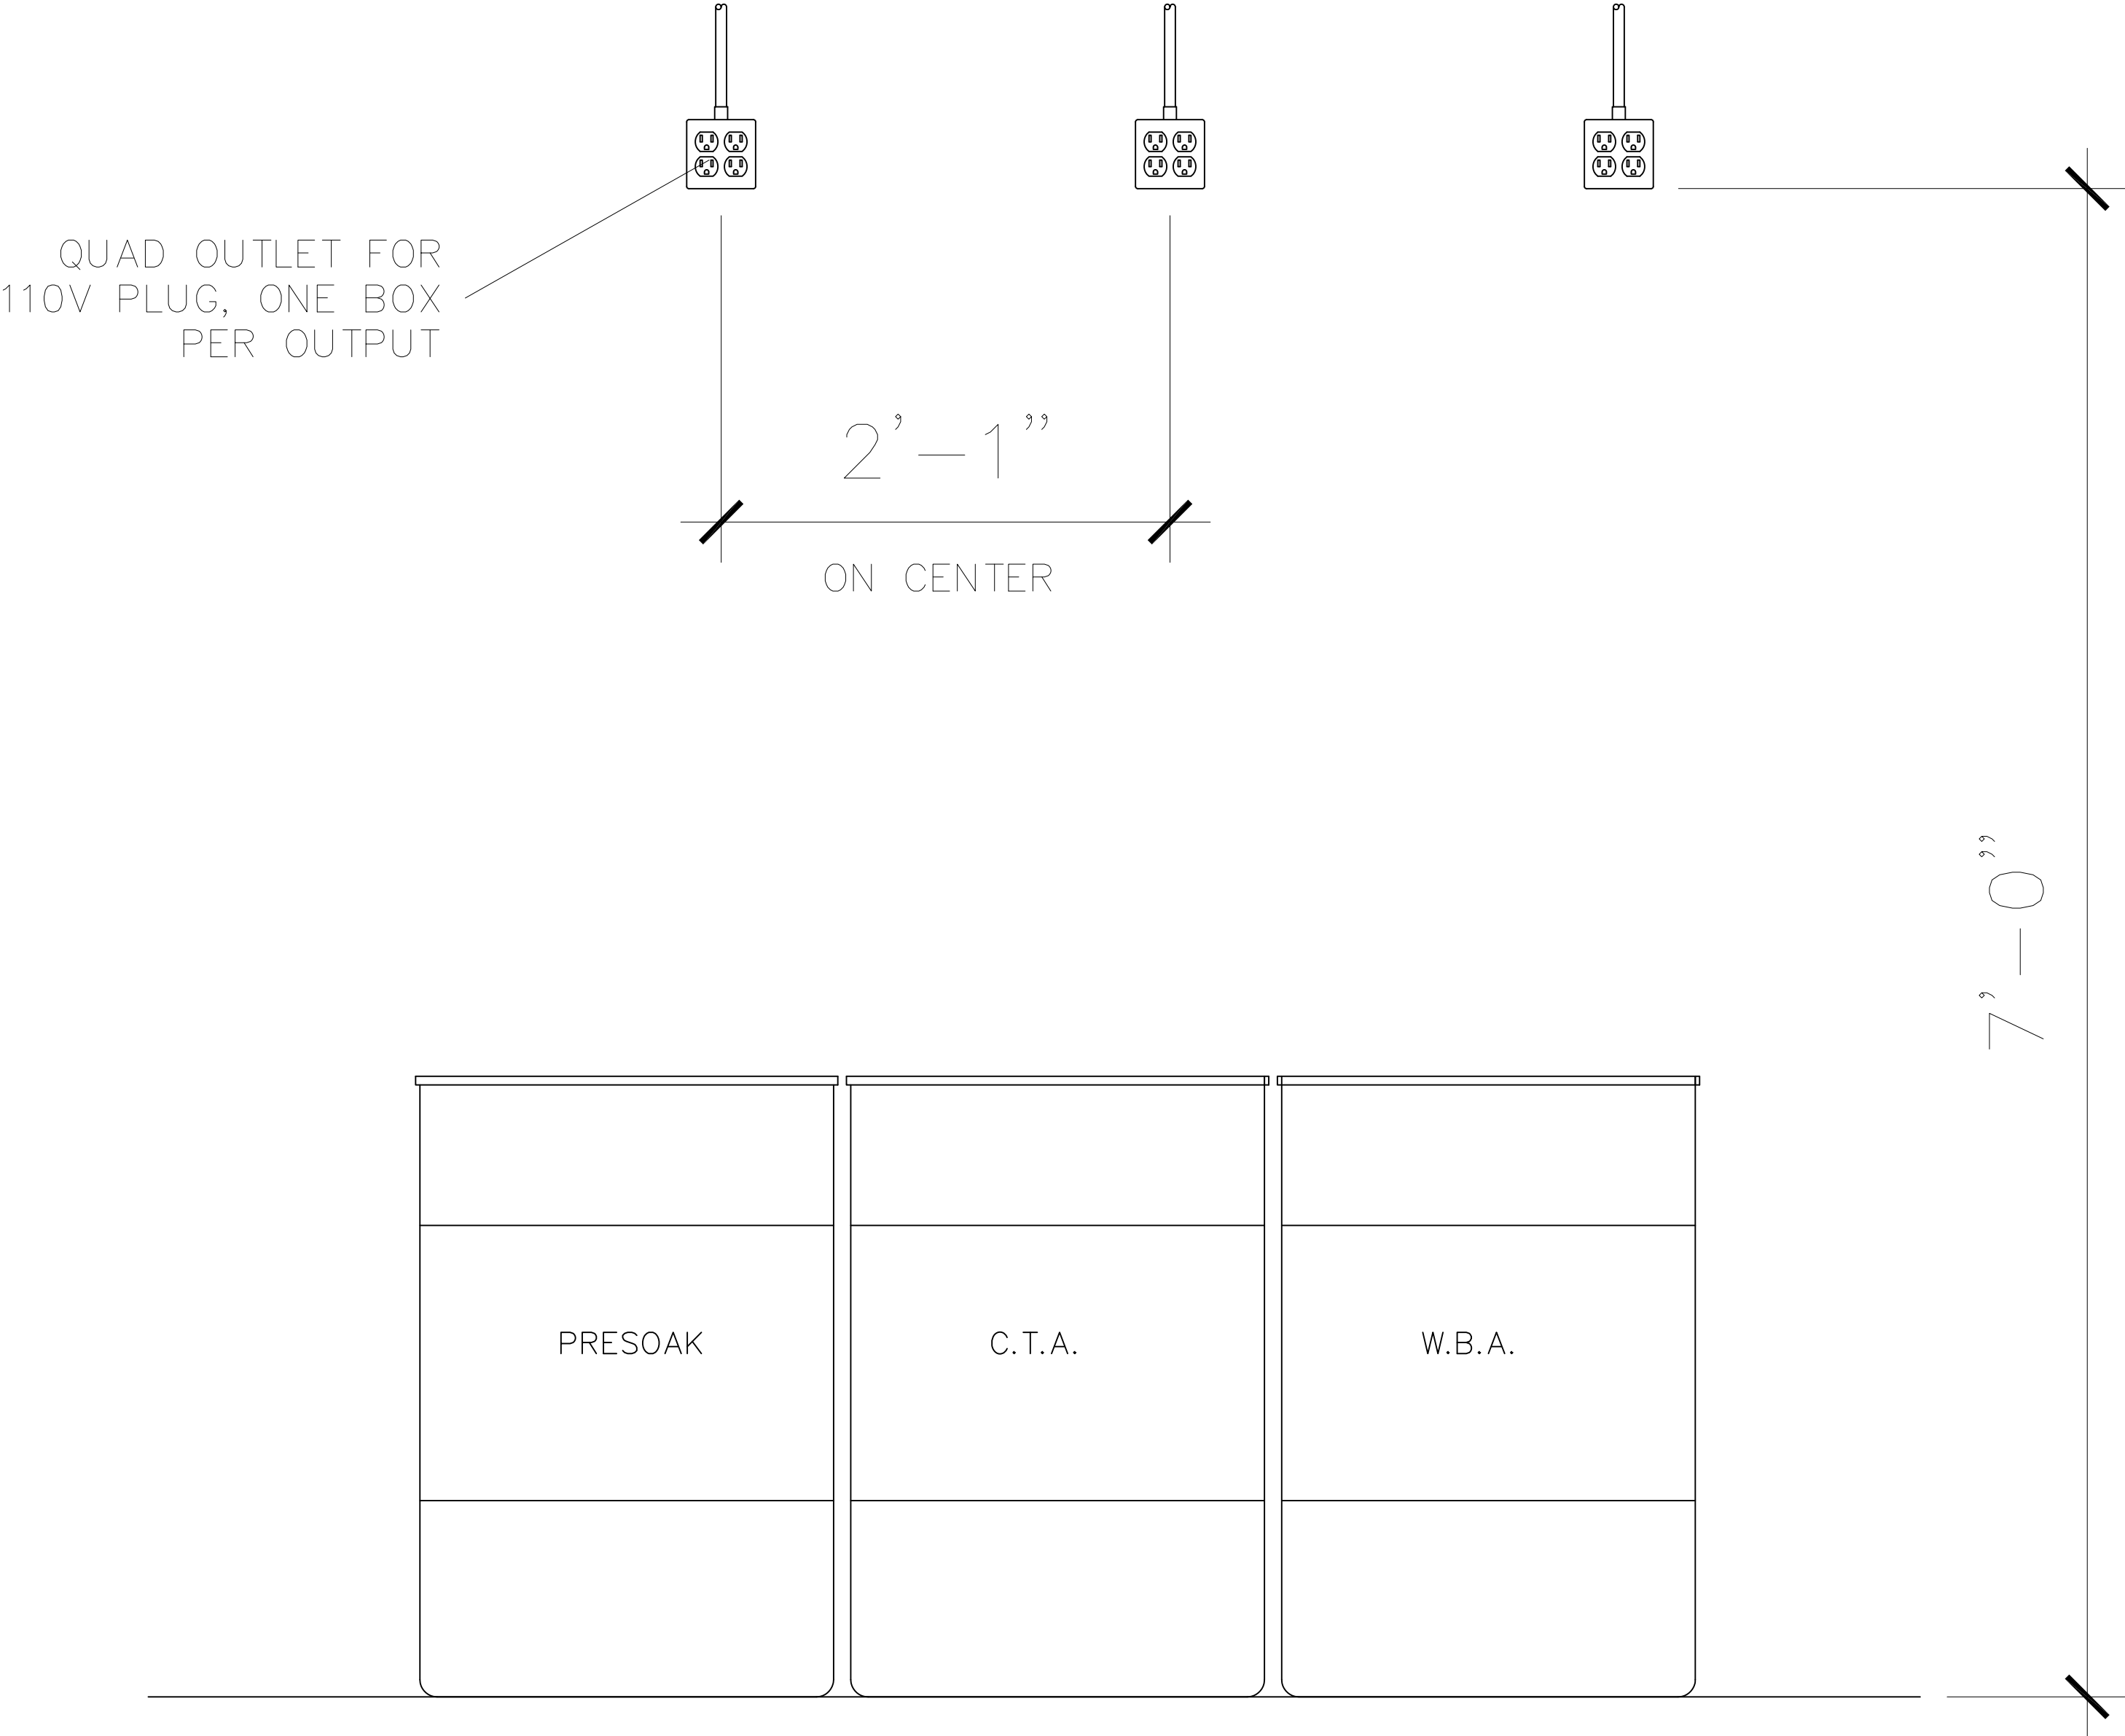 QUAD OUTLET FOR
110V PLUG, ONE BOX
PER OUTPUT
2'-1"
ON CENTER
7'-0"
PRESOAK
C.T.A.
W.B.A.